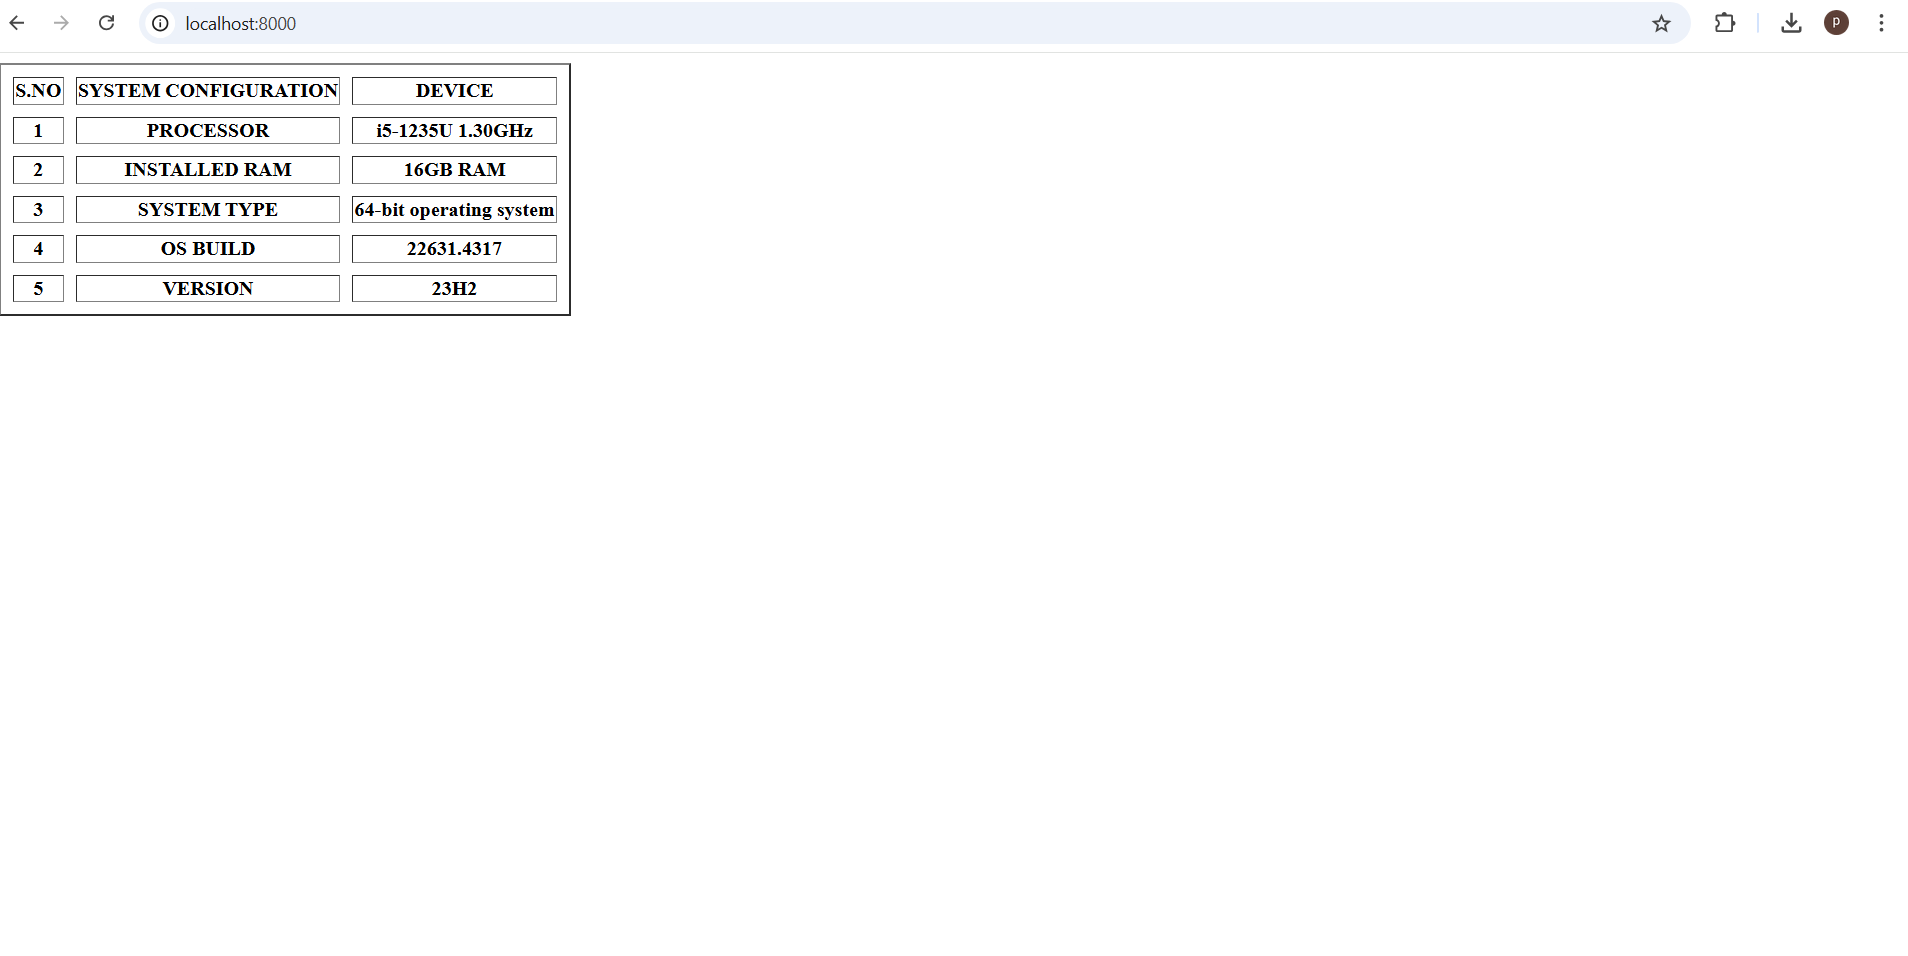 localhost:8000
P
S.NO SYSTEM CONFIGURATION DEVICE
1 PROCESSOR i5-1235U 1.30GHz
2 INSTALLED RAM 16GB RAM
3 SYSTEM TYPE 64-bit operating system
4 OS BUILD 22631.4317
5 VERSION 23H2